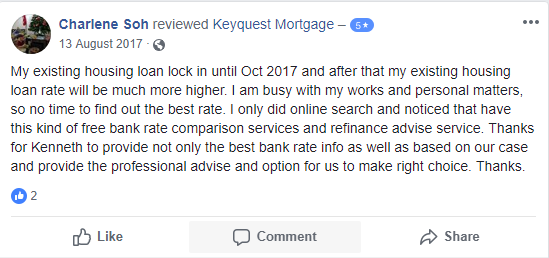 Charlene Soh reviewed Keyquest Mortgage – 5★
13 August 2017 ·
My existing housing loan lock in until Oct 2017 and after that my existing housing
loan rate will be much more higher. I am busy with my works and personal matters,
so no time to find out the best rate. I only did online search and noticed that have
this kind of free bank rate comparison services and refinance advise service. Thanks
for Kenneth to provide not only the best bank rate info as well as based on our case
and provide the professional advise and option for us to make right choice. Thanks.
2
Like Comment Share